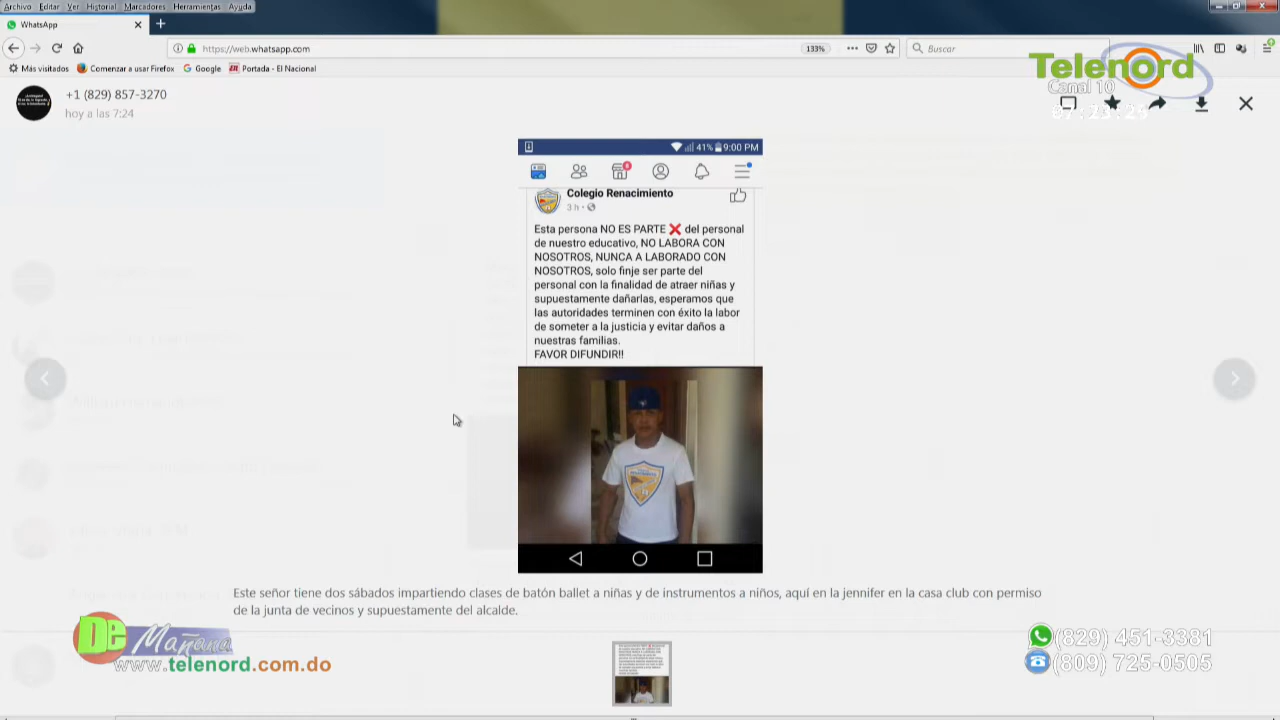 Archivo Editar Ver Historial Marcadores Herramientas Ayuda
WhatsApp
https://web.whatsapp.com
133%
Buscar
Más visitados Comenzar a usar Firefox Google Portada - El Nacional
Telenord
Canal 10
+1 (829) 857-3270
hoy a las 7:24
41% 9:00 PM
Colegio Renacimiento
3 h
Esta persona NO ES PARTE ❌ del personal
de nuestro educativo, NO LABORA CON
NOSOTROS, NUNCA A LABORADO CON
NOSOTROS, solo finje ser parte del
personal con la finalidad de atraer niñas y
supuestamente dañarlas, esperamos que
las autoridades terminen con éxito la labor
de someter a la justicia y evitar daños a
nuestras familias.
FAVOR DIFUNDIR!!
Este señor tiene dos sábados impartiendo clases de batón ballet a niñas y de instrumentos a niños, aquí en la jennifer en la casa club con permiso
de la junta de vecinos y supuestamente del alcalde.
De Mañana
www.telenord.com.do
(829) 451-3381
725-0505